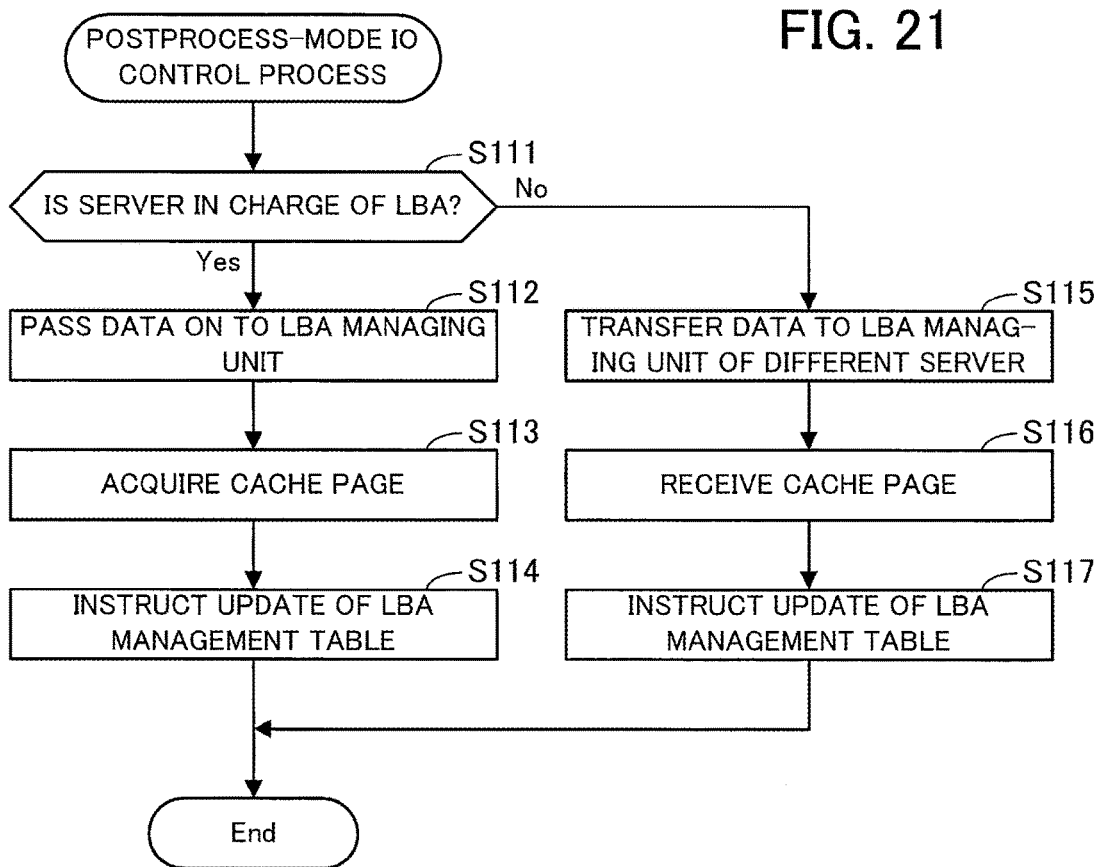 FIG. 21
POSTPROCESS-MODE IO
CONTROL PROCESS
S111
IS SERVER IN CHARGE OF LBA?
No
Yes
S112
PASS DATA ON TO LBA MANAGING
UNIT
S115
TRANSFER DATA TO LBA MANAG-
ING UNIT OF DIFFERENT SERVER
S113
ACQUIRE CACHE PAGE
S116
RECEIVE CACHE PAGE
S114
INSTRUCT UPDATE OF LBA
MANAGEMENT TABLE
S117
INSTRUCT UPDATE OF LBA
MANAGEMENT TABLE
End